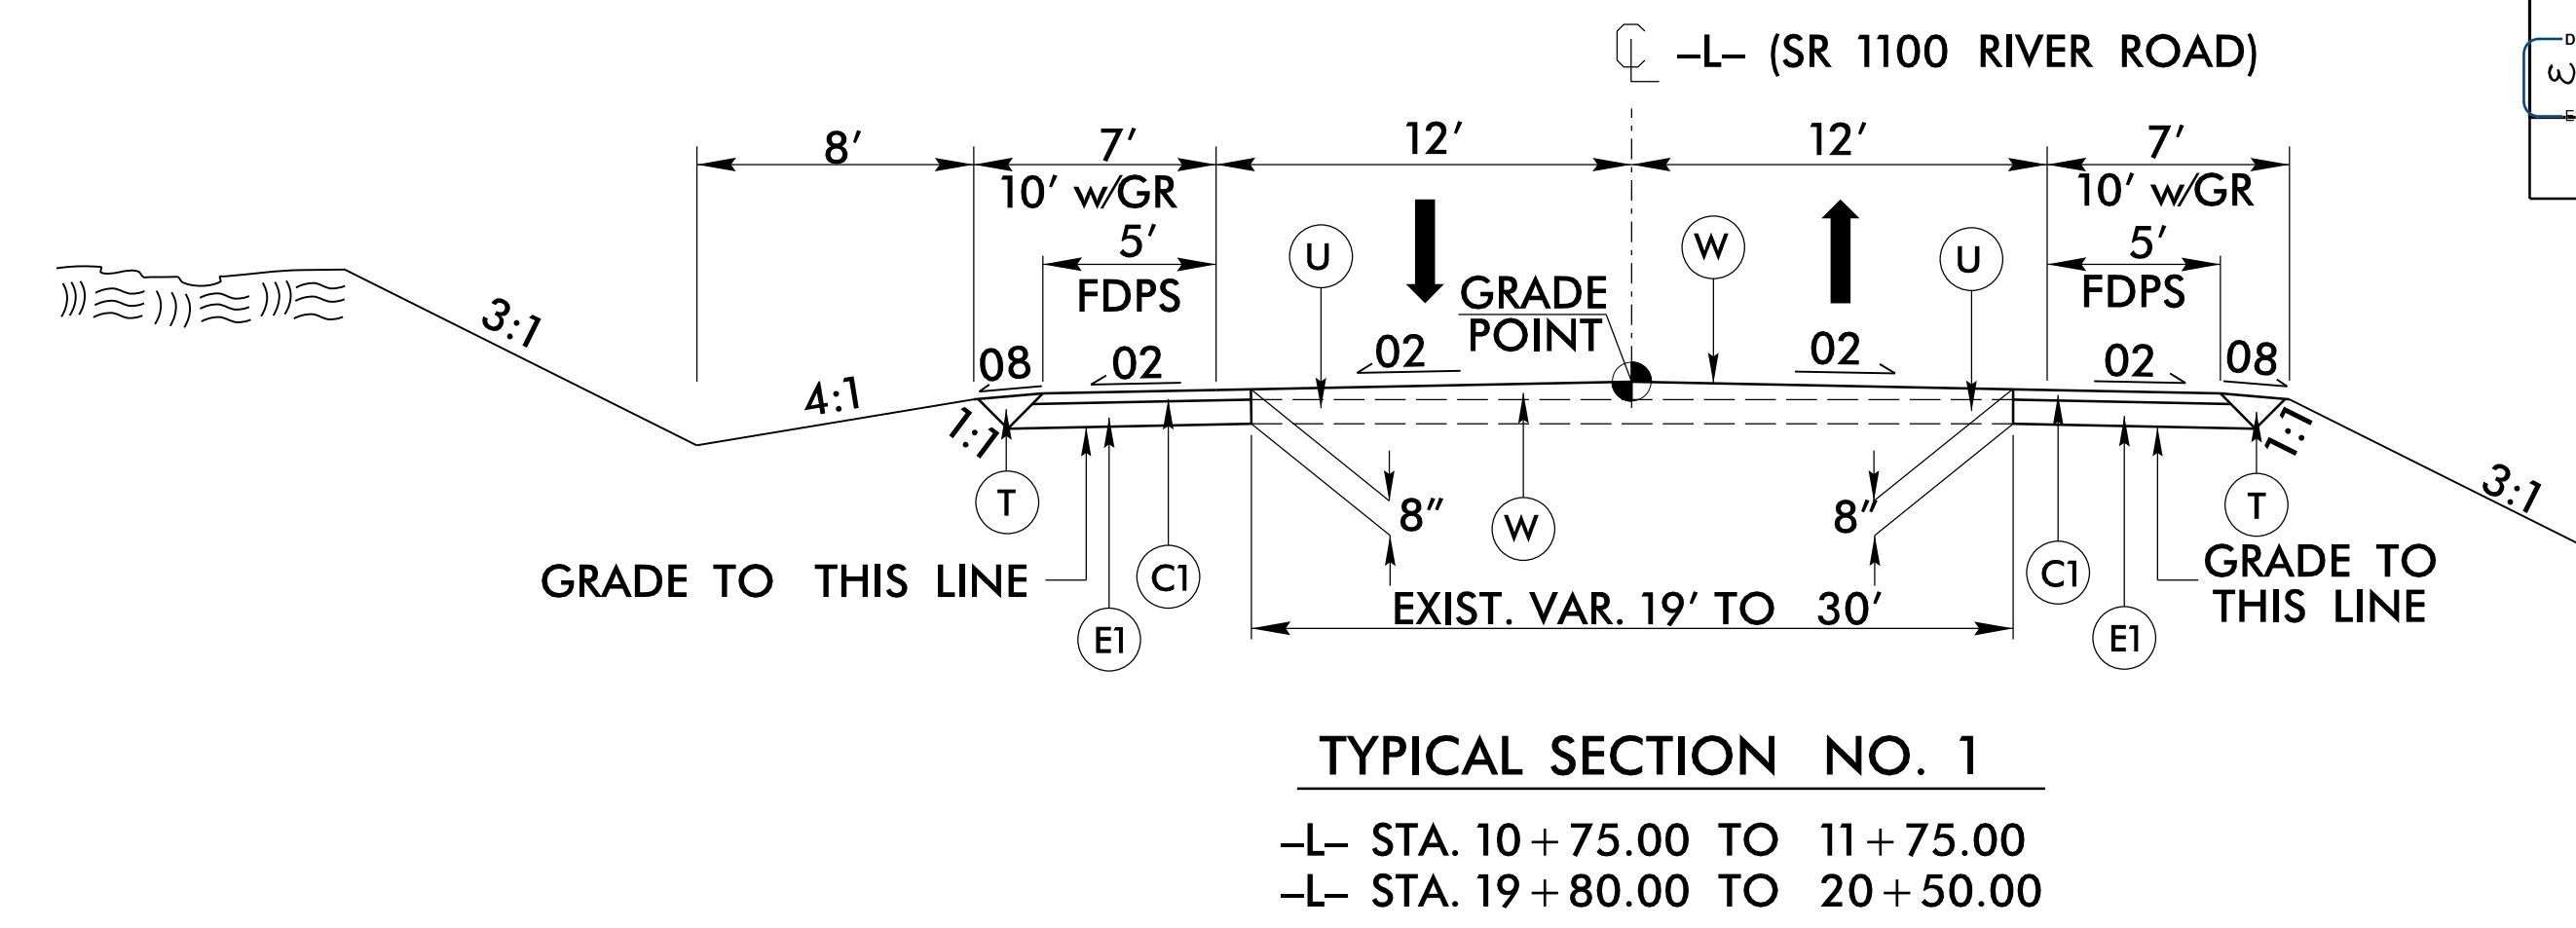 ℄ –L– (SR 1100 RIVER ROAD)
8' 7' 12' 12' 7'
10' w/GR 10' w/GR
5' 5'
FDPS FDPS
U W U
GRADE
POINT
3:1 4:1 08 02 02 02 02 08
1:1 1:1 3:1
T 8" W 8" T
GRADE TO THIS LINE C1 C1 GRADE TO
THIS LINE
E1 EXIST. VAR. 19' TO 30' E1
TYPICAL SECTION NO. 1
–L– STA. 10+75.00 TO 11+75.00
–L– STA. 19+80.00 TO 20+50.00